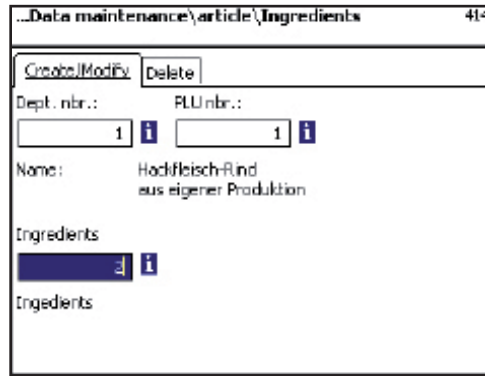 ...Data maintenance\article\Ingredients 414
Create/Modify Delete
Dept. nbr.: PLU nbr.:
1 i 1 i
Name: Hackfleisch-Rind
aus eigener Produktion
Ingredients
i
Ingedients